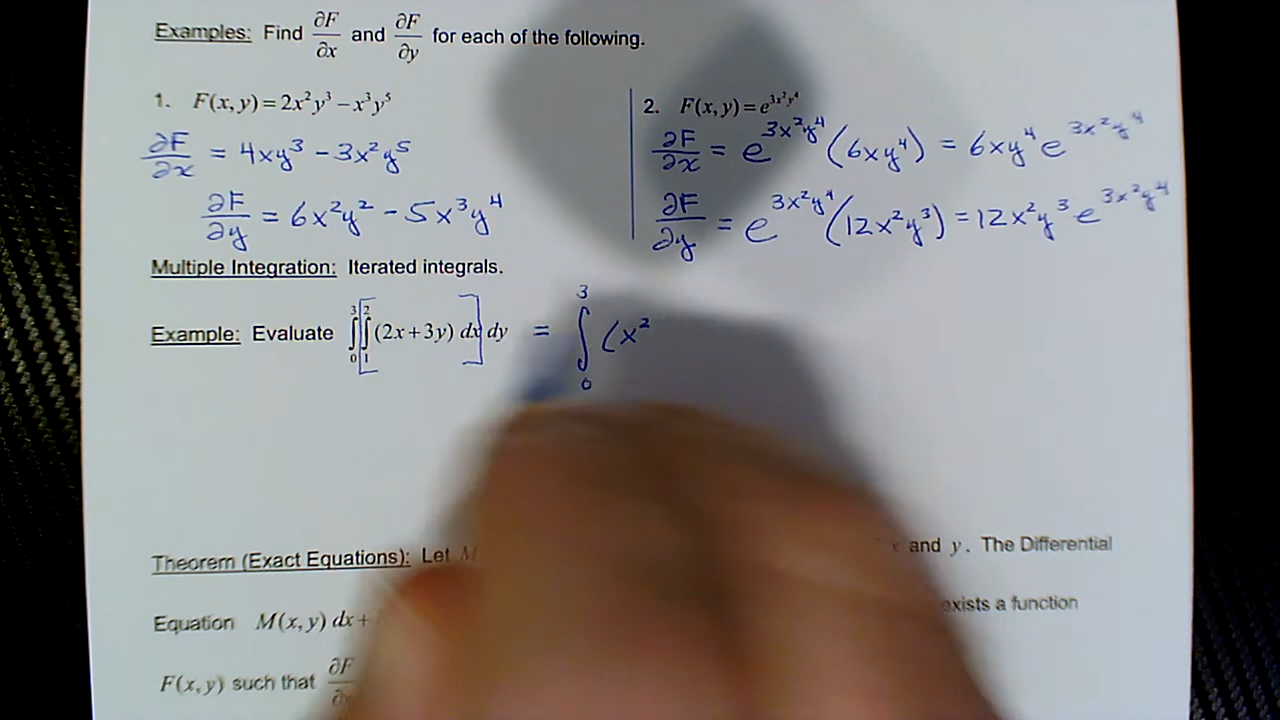 Examples: Find ∂F/∂x and ∂F/∂y for each of the following.
1. F(x, y) = 2x²y³ − x³y⁵
∂F/∂x = 4xy³ − 3x²y⁵
∂F/∂y = 6x²y² − 5x³y⁴
2. F(x, y) = e^(3x²y⁴)
∂F/∂x = e^(3x²y⁴) (6xy⁴) = 6xy⁴ e^(3x²y⁴)
∂F/∂y = e^(3x²y⁴) (12x²y³) = 12x²y³ e^(3x²y⁴)
Multiple Integration: Iterated integrals.
Example: Evaluate ∫₀³ [∫₁² (2x + 3y) dx] dy = ∫₀³ (x²
Theorem (Exact Equations): Let M and y. The Differential
Equation M(x, y) dx + exists a function
F(x, y) such that ∂F